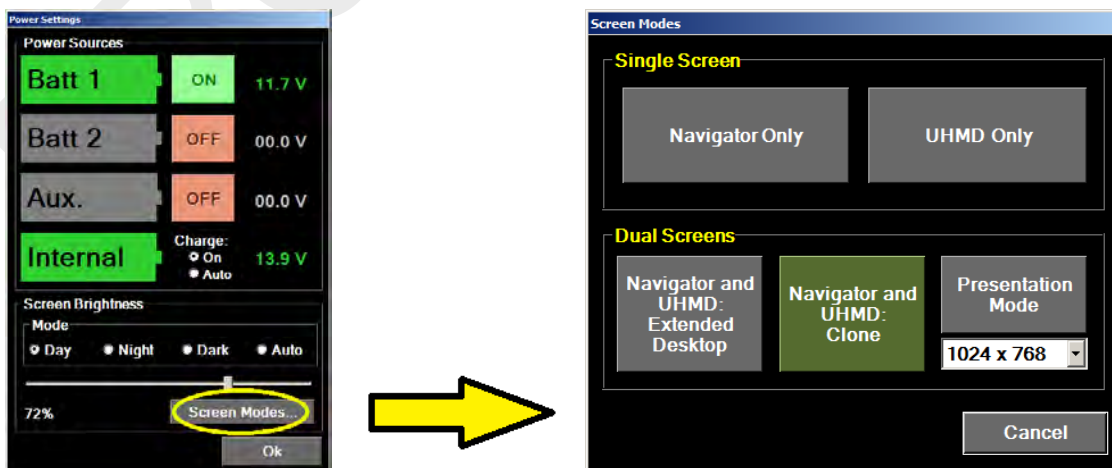 Power Settings
Power Sources
Batt 1
ON
11.7 V
Batt 2
OFF
00.0 V
Aux.
OFF
00.0 V
Internal
Charge:
On
Auto
13.9 V
Screen Brightness
Mode
Day
Night
Dark
Auto
72%
Screen Modes...
Ok
Screen Modes
Single Screen
Navigator Only
UHMD Only
Dual Screens
Navigator and
UHMD:
Extended
Desktop
Navigator and
UHMD:
Clone
Presentation
Mode
1024 x 768
Cancel